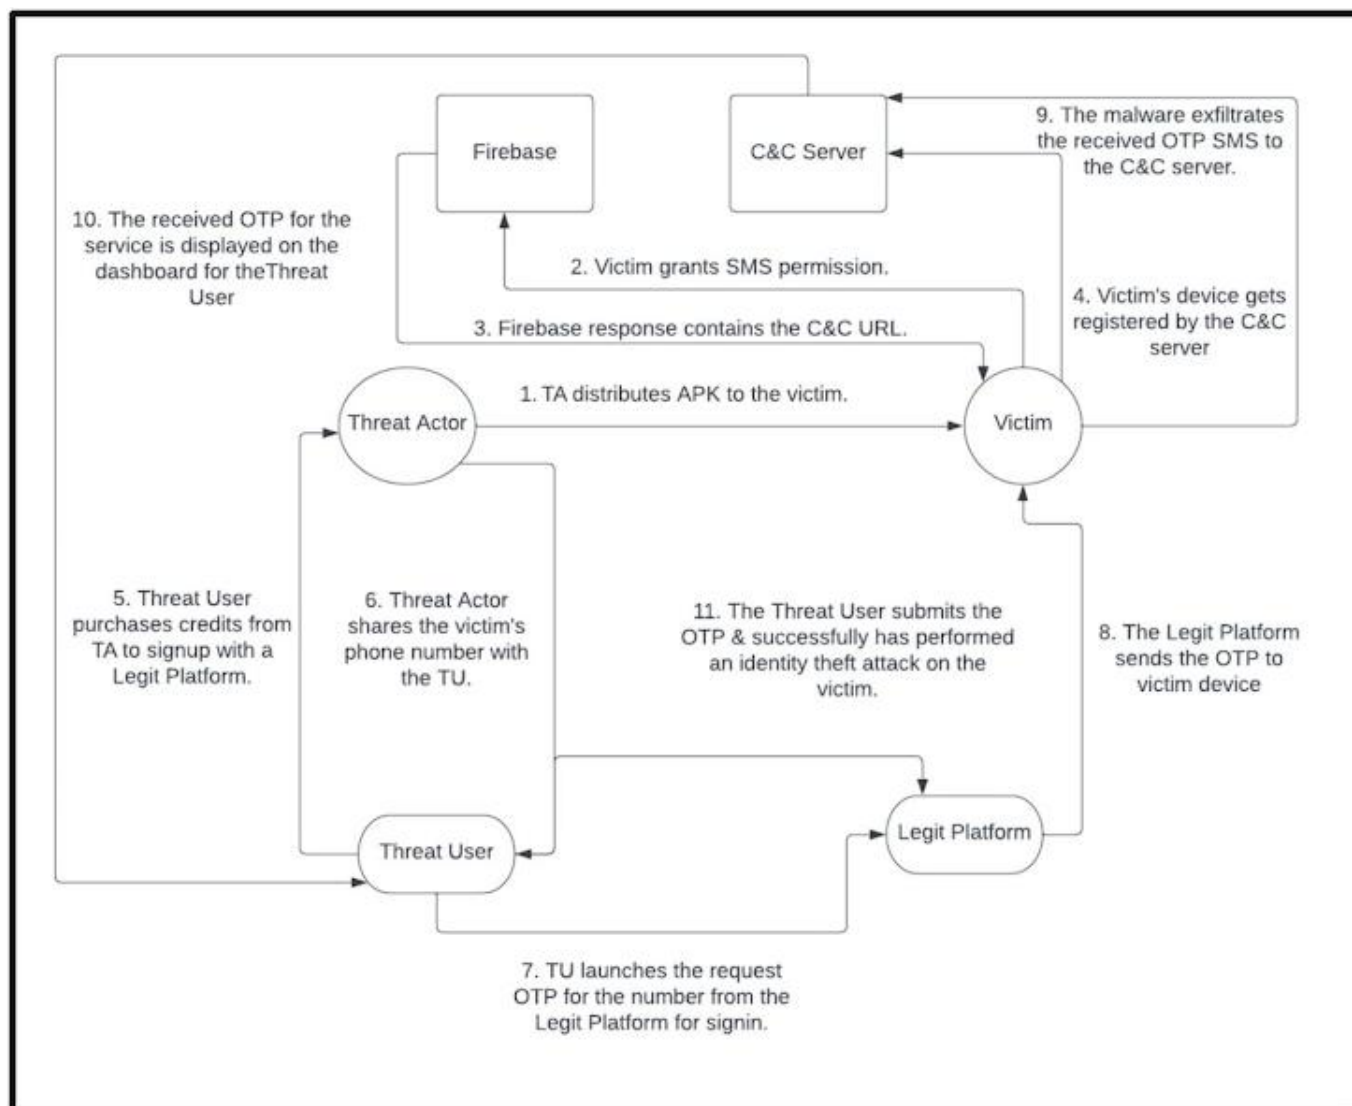 Firebase
C&C Server
9. The malware exfiltrates
the received OTP SMS to
the C&C server.
10. The received OTP for the
service is displayed on the
dashboard for theThreat
User
2. Victim grants SMS permission.
4. Victim's device gets
registered by the C&C
server
3. Firebase response contains the C&C URL.
1. TA distributes APK to the victim.
Threat Actor
Victim
5. Threat User
purchases credits from
TA to signup with a
Legit Platform.
6. Threat Actor
shares the victim's
phone number with
the TU.
11. The Threat User submits the
OTP & successfully has performed
an identity theft attack on the
victim.
8. The Legit Platform
sends the OTP to
victim device
Threat User
Legit Platform
7. TU launches the request
OTP for the number from the
Legit Platform for signin.